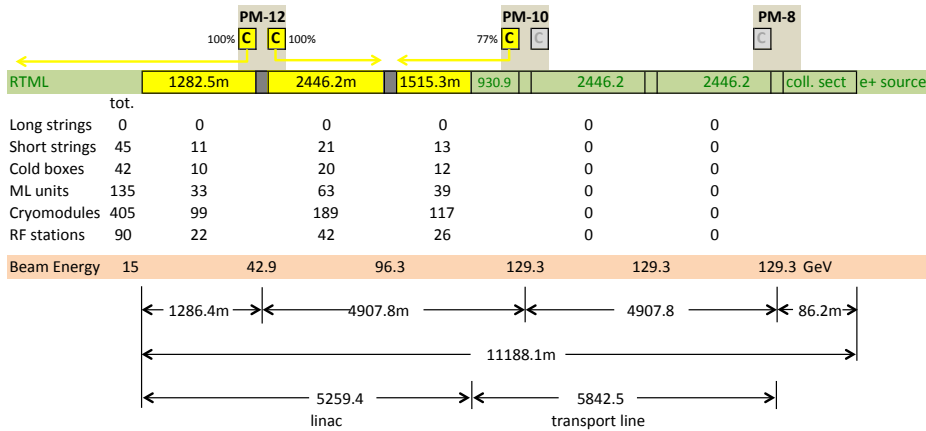 PM-12 PM-10 PM-8
100% C C 100% 77% C C C
RTML 1282.5m 2446.2m 1515.3m 930.9 2446.2 2446.2 coll. sect e+ source
tot.
Long strings 0 0 0 0 0 0
Short strings 45 11 21 13 0 0
Cold boxes 42 10 20 12 0 0
ML units 135 33 63 39 0 0
Cryomodules 405 99 189 117 0 0
RF stations 90 22 42 26 0 0
Beam Energy 15 42.9 96.3 129.3 129.3 129.3 GeV
1286.4m 4907.8m 4907.8 86.2m
11188.1m
5259.4 5842.5
linac transport line